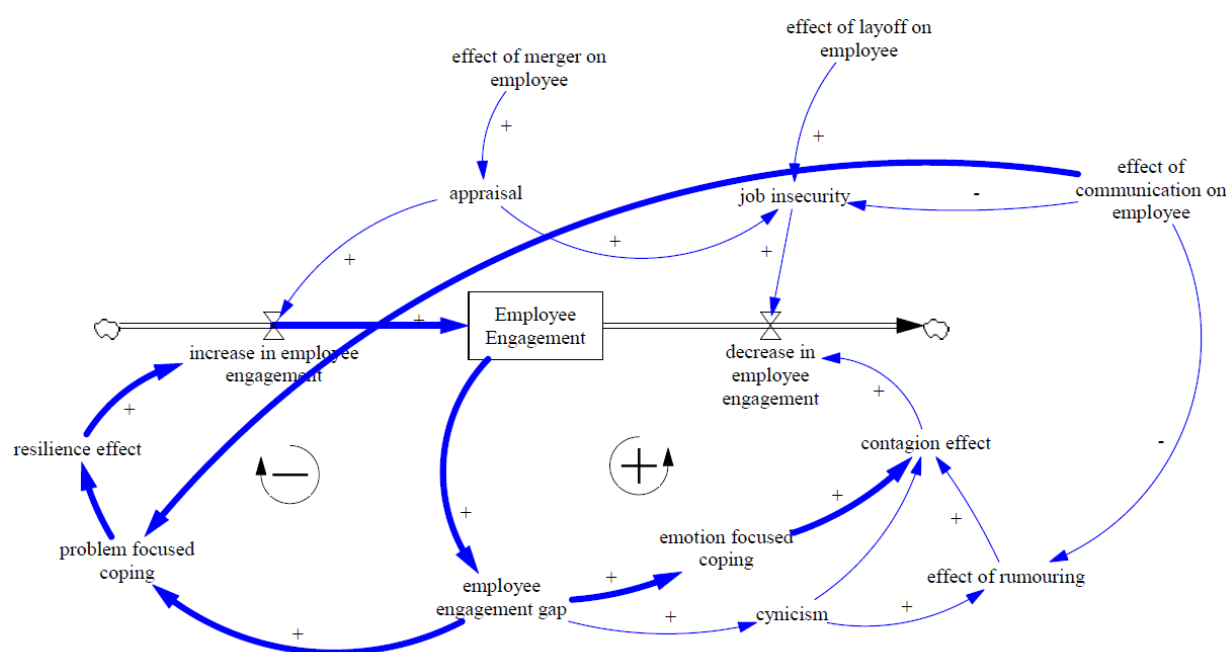 effect of layoff on
employee
effect of merger on
employee
+
+
effect of
communication on
employee
appraisal
job insecurity
-
+
+
+
Employee
Engagement
+
increase in employee
engagement
decrease in
employee
engagement
+
+
resilience effect
contagion effect
-
+
-
+
+
+
problem focused
coping
emotion focused
coping
+
employee
engagement gap
+
effect of rumouring
cynicism
+
+
+